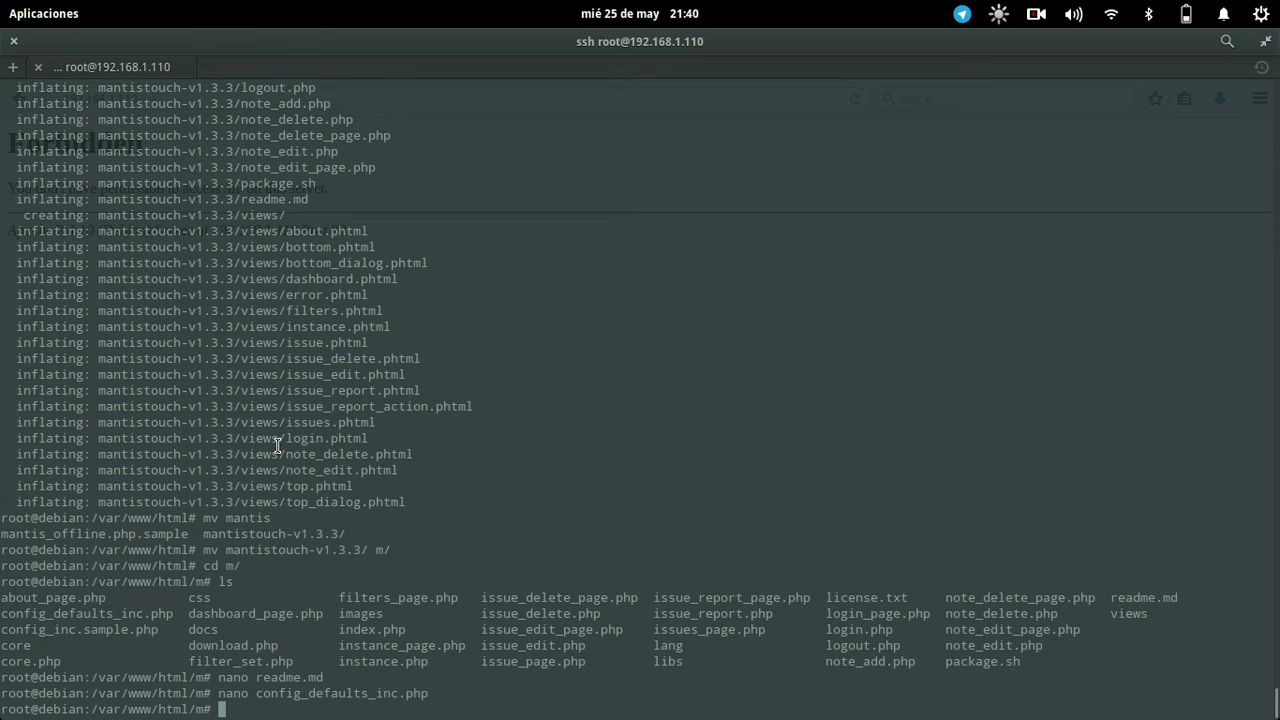 Aplicaciones
mié 25 de may   21:40
ssh root@192.168.1.110
... root@192.168.1.110
Buscar
Forbidden
inflating: mantistouch-v1.3.3/logout.php
inflating: mantistouch-v1.3.3/note_add.php
inflating: mantistouch-v1.3.3/note_delete.php
inflating: mantistouch-v1.3.3/note_delete_page.php
inflating: mantistouch-v1.3.3/note_edit.php
inflating: mantistouch-v1.3.3/note_edit_page.php
inflating: mantistouch-v1.3.3/package.sh
inflating: mantistouch-v1.3.3/readme.md
creating: mantistouch-v1.3.3/views/
inflating: mantistouch-v1.3.3/views/about.phtml
inflating: mantistouch-v1.3.3/views/bottom.phtml
inflating: mantistouch-v1.3.3/views/bottom_dialog.phtml
inflating: mantistouch-v1.3.3/views/dashboard.phtml
inflating: mantistouch-v1.3.3/views/error.phtml
inflating: mantistouch-v1.3.3/views/filters.phtml
inflating: mantistouch-v1.3.3/views/instance.phtml
inflating: mantistouch-v1.3.3/views/issue.phtml
inflating: mantistouch-v1.3.3/views/issue_delete.phtml
inflating: mantistouch-v1.3.3/views/issue_edit.phtml
inflating: mantistouch-v1.3.3/views/issue_report.phtml
inflating: mantistouch-v1.3.3/views/issue_report_action.phtml
inflating: mantistouch-v1.3.3/views/issues.phtml
inflating: mantistouch-v1.3.3/views/login.phtml
inflating: mantistouch-v1.3.3/views/note_delete.phtml
inflating: mantistouch-v1.3.3/views/note_edit.phtml
inflating: mantistouch-v1.3.3/views/top.phtml
inflating: mantistouch-v1.3.3/views/top_dialog.phtml
root@debian:/var/www/html# mv mantis
mantis_offline.php.sample  mantistouch-v1.3.3/
root@debian:/var/www/html# mv mantistouch-v1.3.3/ m/
root@debian:/var/www/html# cd m/
root@debian:/var/www/html/m# ls
about_page.php           css                 filters_page.php   issue_delete_page.php  issue_report_page.php  license.txt     note_delete_page.php  readme.md
config_defaults_inc.php  dashboard_page.php  images             issue_delete.php       issue_report.php       login_page.php  note_delete.php       views
config_inc.sample.php    docs                index.php          issue_edit_page.php    issues_page.php        login.php       note_edit_page.php
core                     download.php        instance_page.php  issue_edit.php         lang                   logout.php      note_edit.php
core.php                 filter_set.php      instance.php       issue_page.php         libs                   note_add.php    package.sh
root@debian:/var/www/html/m# nano readme.md
root@debian:/var/www/html/m# nano config_defaults_inc.php
root@debian:/var/www/html/m#